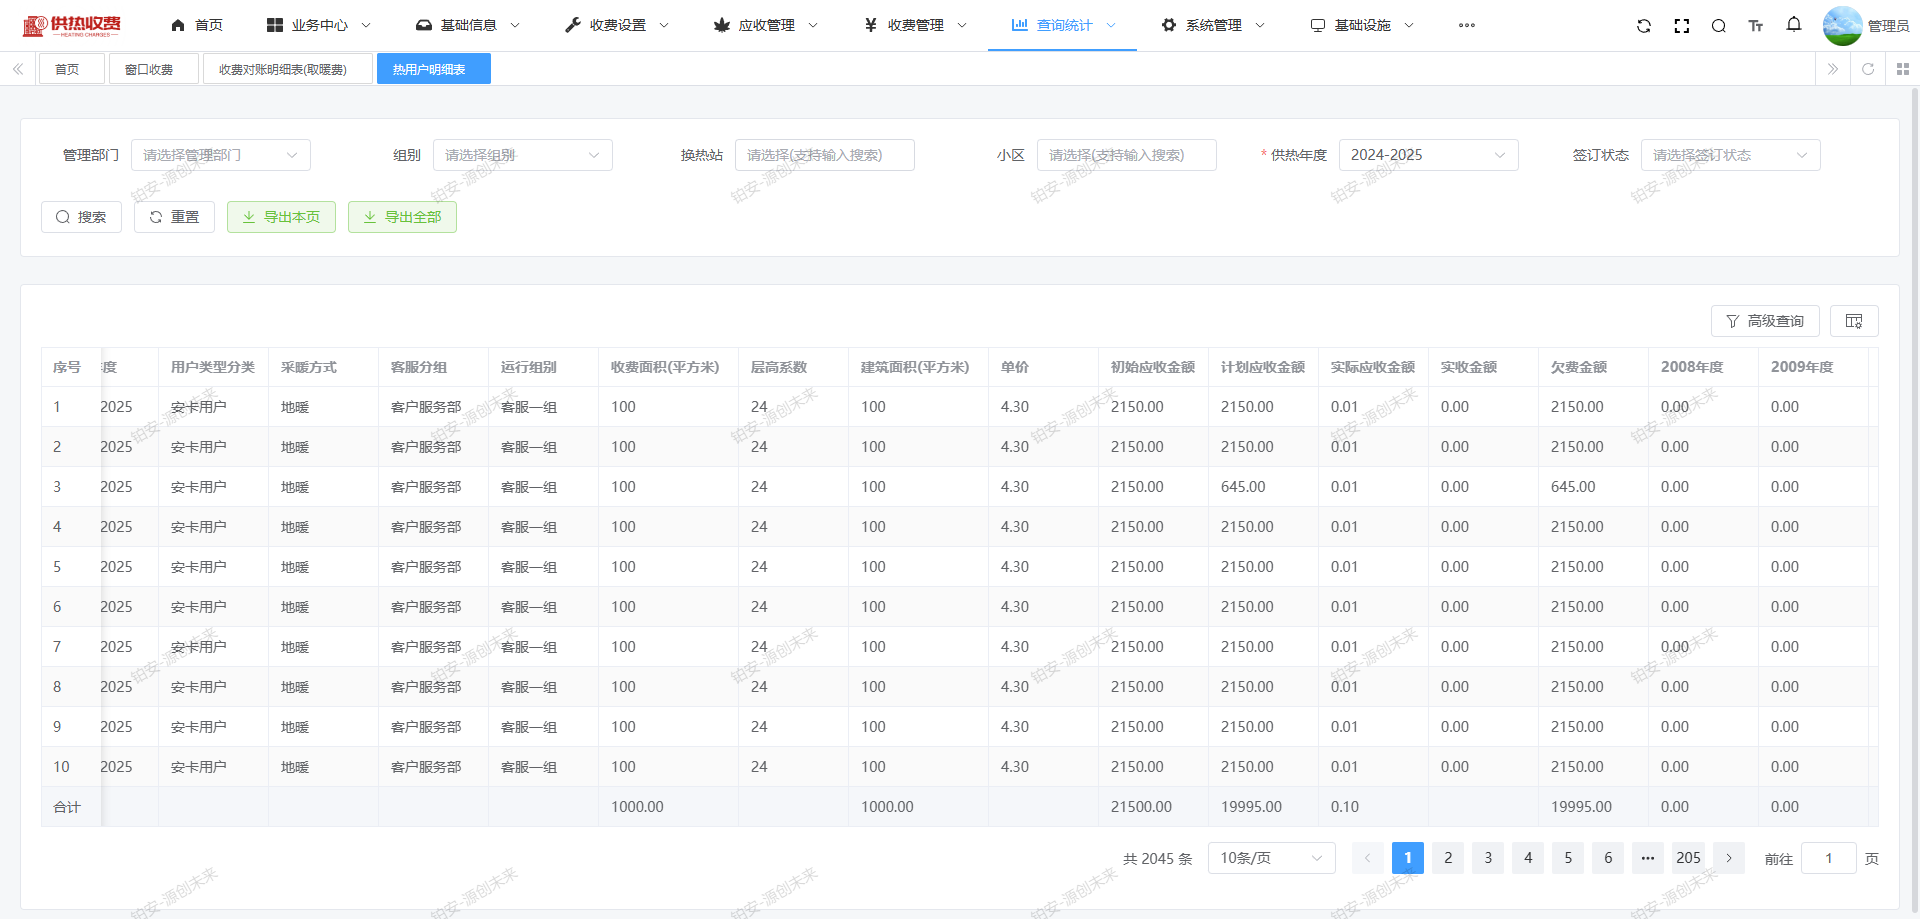 供热收费
HEATING CHARGES
首页 业务中心 基础信息 收费设置 应收管理 收费管理 查询统计 系统管理 基础设施 管理员
首页 窗口收费 收费对账明细表(取暖费) 热用户明细表
管理部门 请选择管理部门 组别 请选择组别 换热站 请选择(支持输入搜索) 小区 请选择(支持输入搜索) * 供热年度 2024-2025 签订状态 请选择签订状态
搜索 重置 导出本页 导出全部
高级查询
序号 度 用户类型分类 采暖方式 客服分组 运行组别 收费面积(平方米) 层高系数 建筑面积(平方米) 单价 初始应收金额 计划应收金额 实际应收金额 实收金额 欠费金额 2008年度 2009年度
1 2025 安卡用户 地暖 客户服务部 客服一组 100 24 100 4.30 2150.00 2150.00 0.01 0.00 2150.00 0.00 0.00
2 2025 安卡用户 地暖 客户服务部 客服一组 100 24 100 4.30 2150.00 2150.00 0.01 0.00 2150.00 0.00 0.00
3 2025 安卡用户 地暖 客户服务部 客服一组 100 24 100 4.30 2150.00 645.00 0.01 0.00 645.00 0.00 0.00
4 2025 安卡用户 地暖 客户服务部 客服一组 100 24 100 4.30 2150.00 2150.00 0.01 0.00 2150.00 0.00 0.00
5 2025 安卡用户 地暖 客户服务部 客服一组 100 24 100 4.30 2150.00 2150.00 0.01 0.00 2150.00 0.00 0.00
6 2025 安卡用户 地暖 客户服务部 客服一组 100 24 100 4.30 2150.00 2150.00 0.01 0.00 2150.00 0.00 0.00
7 2025 安卡用户 地暖 客户服务部 客服一组 100 24 100 4.30 2150.00 2150.00 0.01 0.00 2150.00 0.00 0.00
8 2025 安卡用户 地暖 客户服务部 客服一组 100 24 100 4.30 2150.00 2150.00 0.01 0.00 2150.00 0.00 0.00
9 2025 安卡用户 地暖 客户服务部 客服一组 100 24 100 4.30 2150.00 2150.00 0.01 0.00 2150.00 0.00 0.00
10 2025 安卡用户 地暖 客户服务部 客服一组 100 24 100 4.30 2150.00 2150.00 0.01 0.00 2150.00 0.00 0.00
合计 1000.00 1000.00 21500.00 19995.00 0.10 19995.00 0.00 0.00
共 2045 条 10条/页 1 2 3 4 5 6 ••• 205 前往 1 页
铂安-源创未来